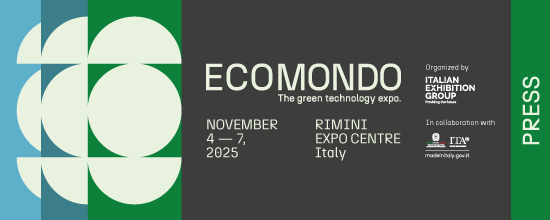 ECOMONDO
The green technology expo.
NOVEMBER
4 — 7,
2025
RIMINI
EXPO CENTRE
Italy
Organized by
ITALIAN
EXHIBITION
GROUP
Providing the future
In collaboration with
ITA
madeinitaly.gov.it
PRESS